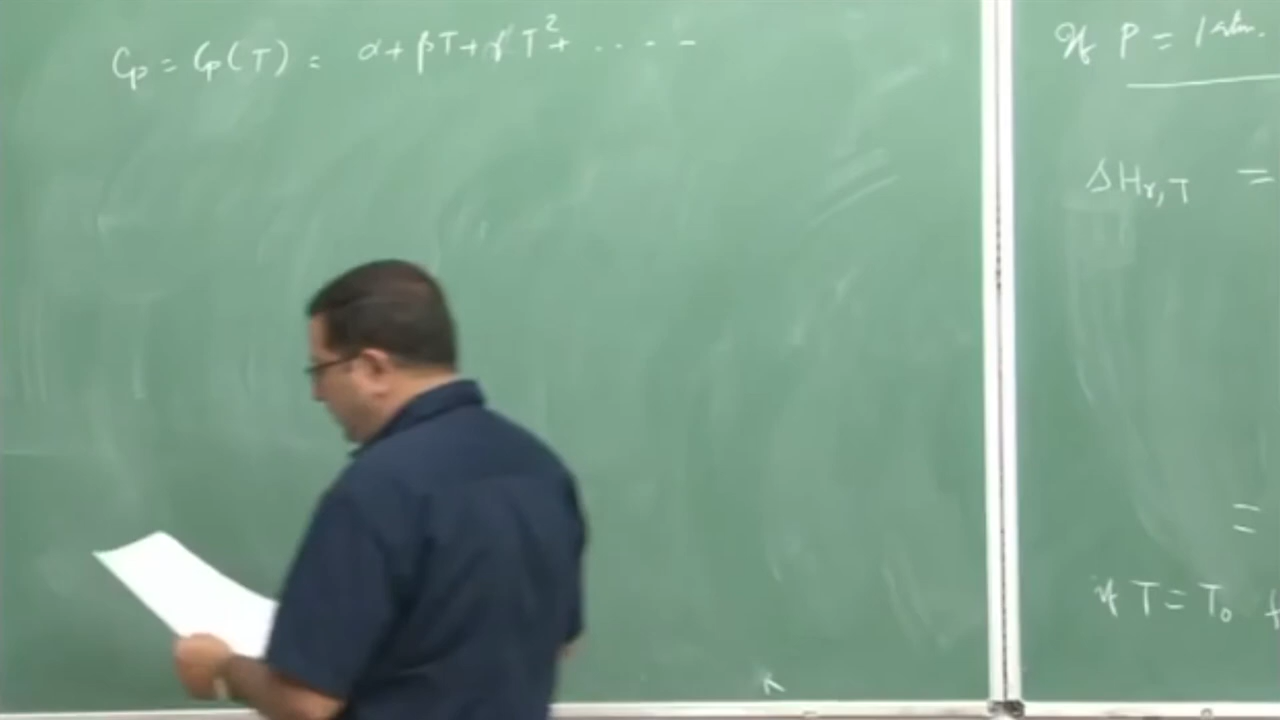 Cp = Cp(T) = α + βT + γT² + ....--
If P = 1 atm.
ΔHr,T =
=
if T = T₀